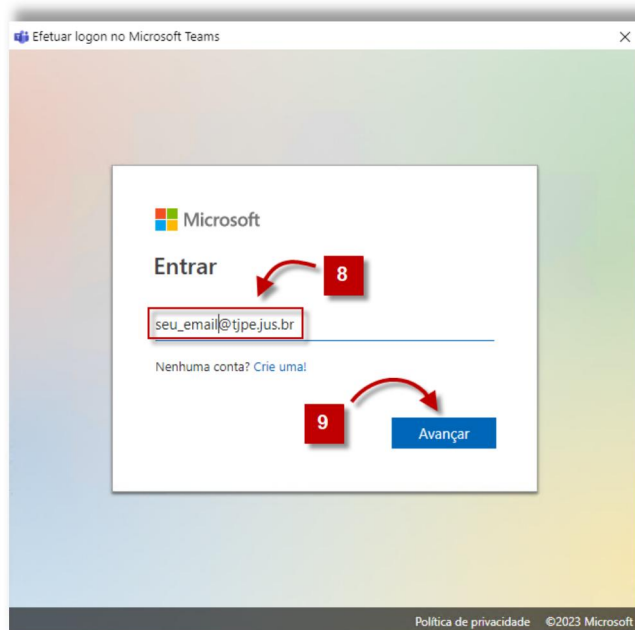 Efetuar logon no Microsoft Teams
Microsoft
Entrar
8
seu_email@tjpe.jus.br
Nenhuma conta? Crie uma!
9
Avançar
Política de privacidade ©2023 Microsoft